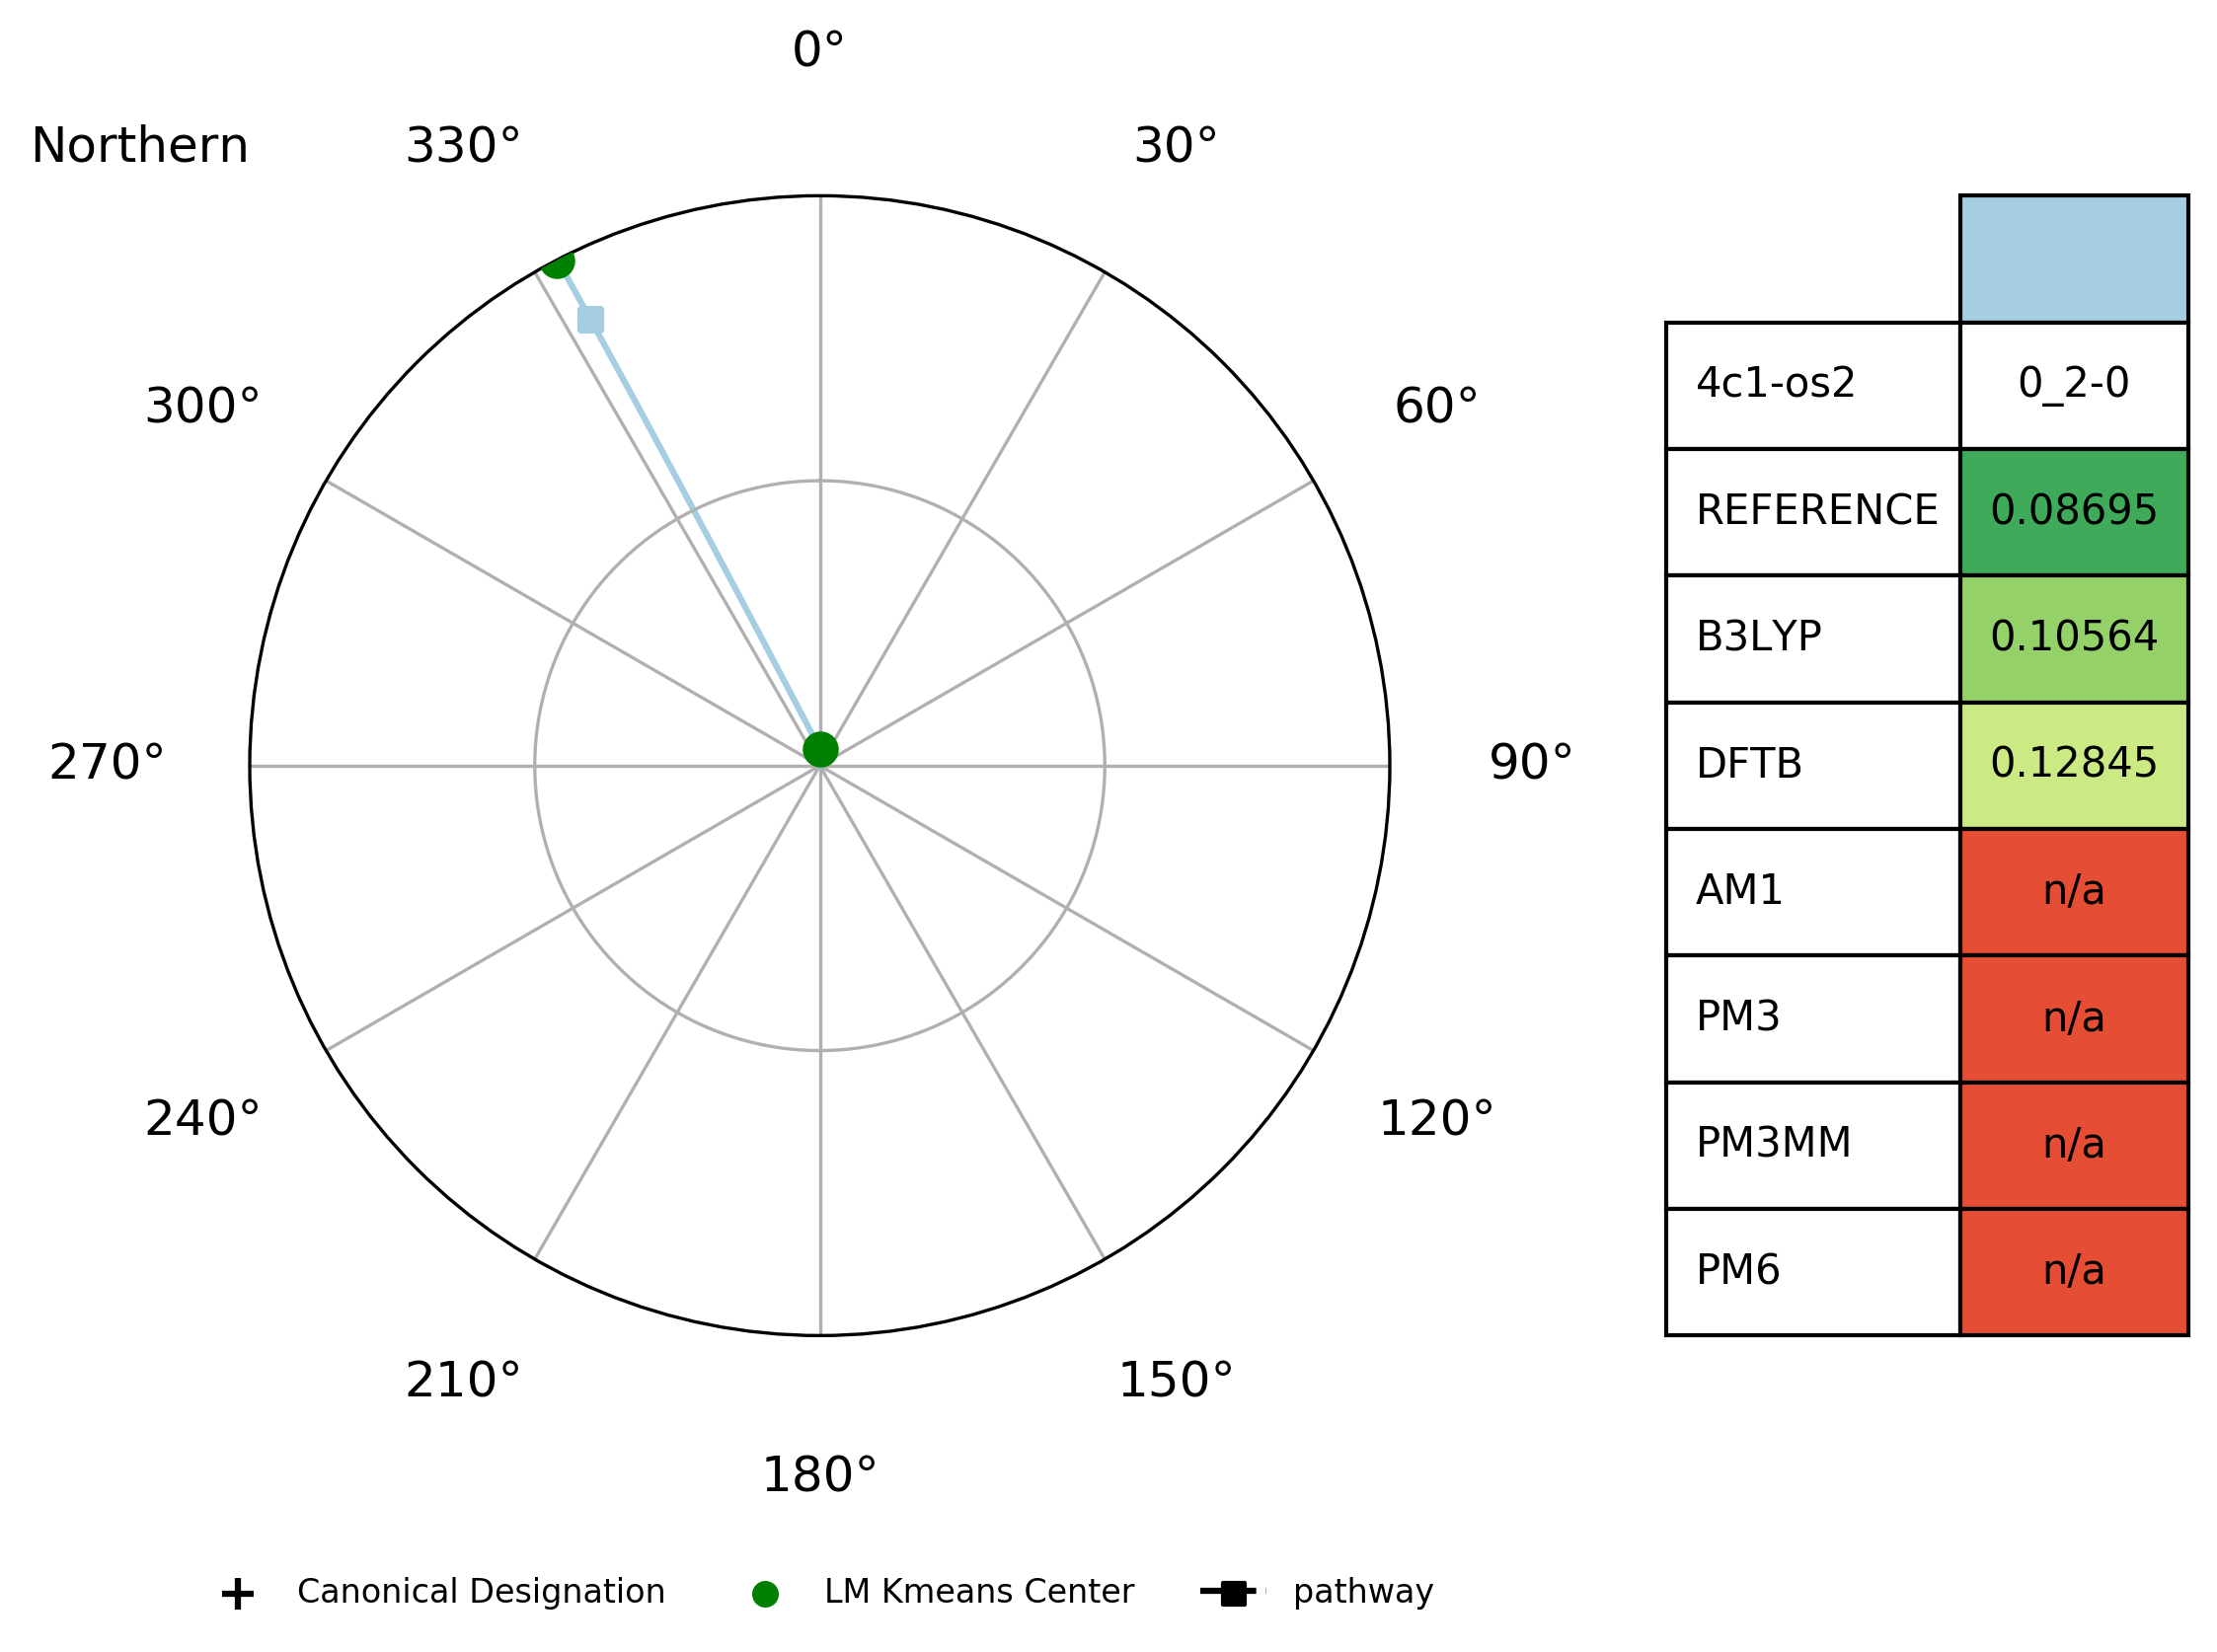 0°
Northern
330°
30°
300°
60°
270°
90°
240°
120°
210°
150°
180°
4c1-os2 0_2-0
REFERENCE 0.08695
B3LYP 0.10564
DFTB 0.12845
AM1 n/a
PM3 n/a
PM3MM n/a
PM6 n/a
Canonical Designation
LM Kmeans Center
pathway